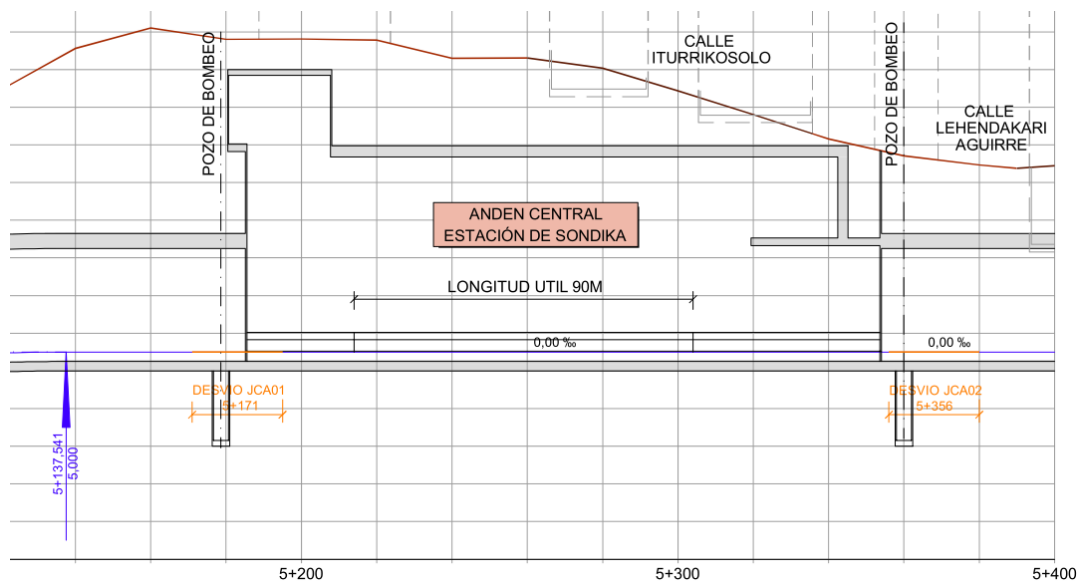 POZO DE BOMBEO
CALLE
ITURRIKOSOLO
POZO DE BOMBEO
CALLE
LEHENDAKARI
AGUIRRE
ANDEN CENTRAL
ESTACIÓN DE SONDIKA
LONGITUD UTIL 90M
0,00 ‰
0,00 ‰
DESVIO JCA01
5+171
DESVIO JCA02
5+356
5+137,541
5,000
5+200
5+300
5+400